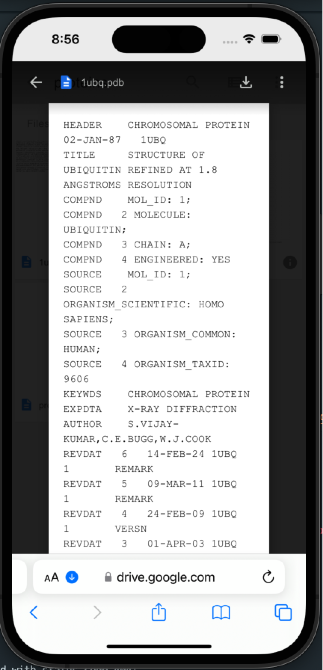 8:56
1ubq.pdb
HEADER CHROMOSOMAL PROTEIN
02-JAN-87 1UBQ
TITLE STRUCTURE OF
UBIQUITIN REFINED AT 1.8
ANGSTROMS RESOLUTION
COMPND MOL_ID: 1;
COMPND 2 MOLECULE:
UBIQUITIN;
COMPND 3 CHAIN: A;
COMPND 4 ENGINEERED: YES
SOURCE MOL_ID: 1;
SOURCE 2
ORGANISM_SCIENTIFIC: HOMO
SAPIENS;
SOURCE 3 ORGANISM_COMMON:
HUMAN;
SOURCE 4 ORGANISM_TAXID:
9606
KEYWDS CHROMOSOMAL PROTEIN
EXPDTA X-RAY DIFFRACTION
AUTHOR S.VIJAY-
KUMAR,C.E.BUGG,W.J.COOK
REVDAT 6 14-FEB-24 1UBQ
1 REMARK
REVDAT 5 09-MAR-11 1UBQ
1 REMARK
REVDAT 4 24-FEB-09 1UBQ
1 VERSN
REVDAT 3 01-APR-03 1UBQ
AA drive.google.com